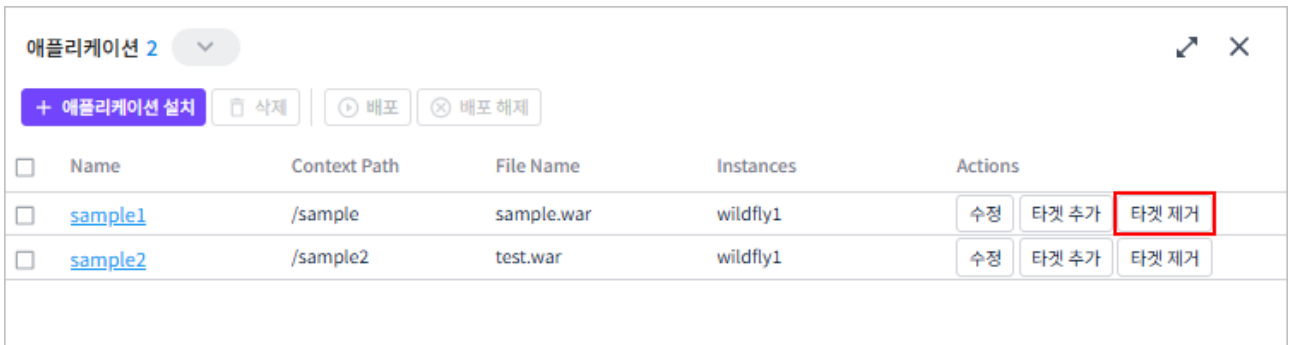 애플리케이션 2
+ 애플리케이션 설치 삭제 배포 배포 해제
Name Context Path File Name Instances Actions
sample1 /sample sample.war wildfly1 수정 타겟 추가 타겟 제거
sample2 /sample2 test.war wildfly1 수정 타겟 추가 타겟 제거